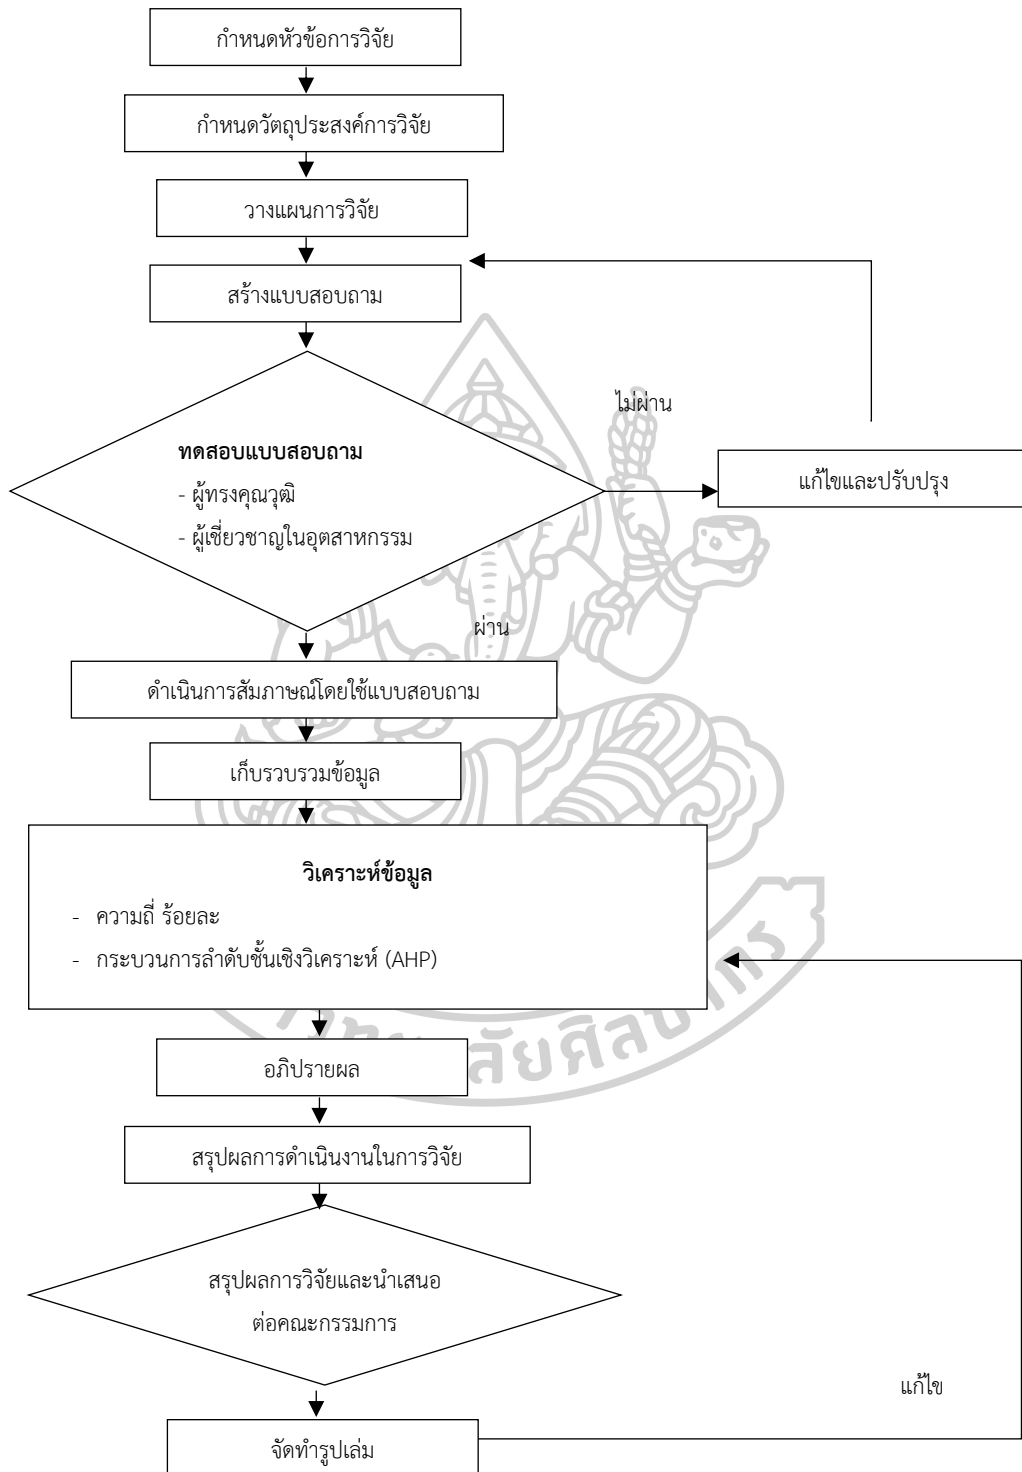 กำหนดหัวข้อการวิจัย
กำหนดวัตถุประสงค์การวิจัย
วางแผนการวิจัย
สร้างแบบสอบถาม
ไม่ผ่าน
ทดสอบแบบสอบถาม
- ผู้ทรงคุณวุฒิ
- ผู้เชี่ยวชาญในอุตสาหกรรม
แก้ไขและปรับปรุง
ผ่าน
ดำเนินการสัมภาษณ์โดยใช้แบบสอบถาม
เก็บรวบรวมข้อมูล
วิเคราะห์ข้อมูล
- ความถี่ ร้อยละ
- กระบวนการลำดับชั้นเชิงวิเคราะห์ (AHP)
อภิปรายผล
สรุปผลการดำเนินงานในการวิจัย
สรุปผลการวิจัยและนำเสนอ
ต่อคณะกรรมการ
แก้ไข
จัดทำรูปเล่ม